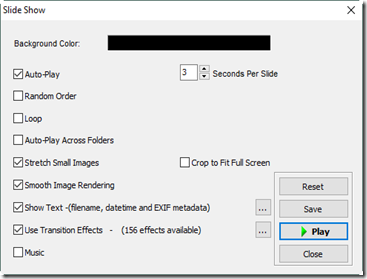 Slide Show
Background Color:
Auto-Play
3 Seconds Per Slide
Random Order
Loop
Auto-Play Across Folders
Stretch Small Images
Crop to Fit Full Screen
Smooth Image Rendering
Reset
Show Text -(filename, datetime and EXIF metadata)
...
Save
Use Transition Effects - (156 effects available)
...
Play
Music
Close